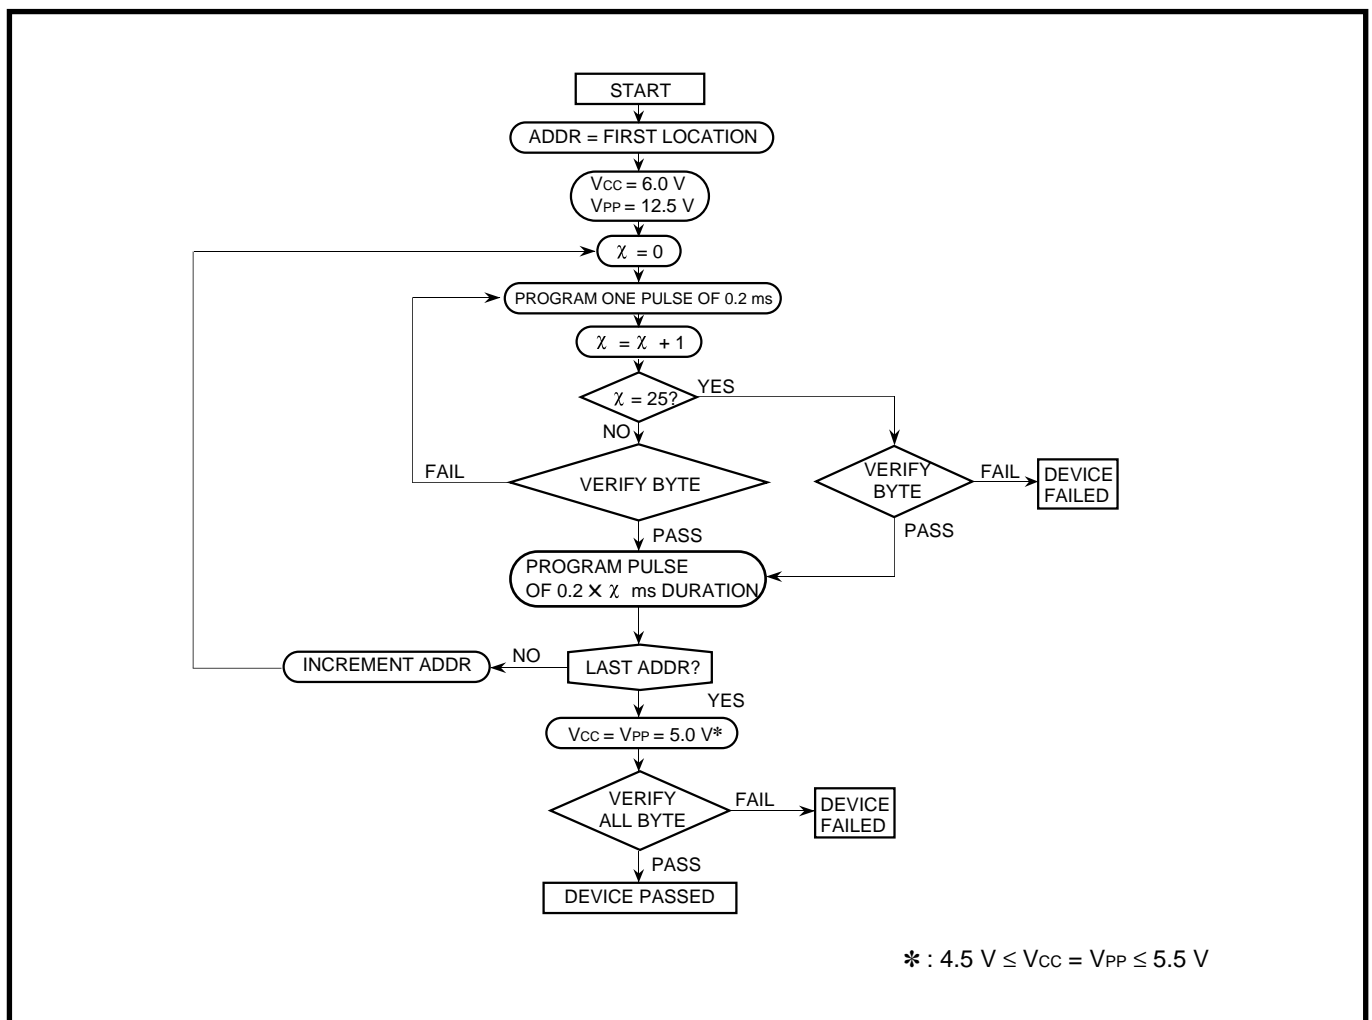 START
ADDR = FIRST LOCATION
VCC = 6.0 V
VPP = 12.5 V
χ = 0
PROGRAM ONE PULSE OF 0.2 ms
χ = χ + 1
χ = 25?
YES
NO
FAIL
VERIFY BYTE
VERIFY
BYTE
FAIL
DEVICE
FAILED
PASS
PASS
PROGRAM PULSE
OF 0.2 × χ ms DURATION
INCREMENT ADDR
NO
LAST ADDR?
YES
VCC = VPP = 5.0 V*
VERIFY
ALL BYTE
FAIL
DEVICE
FAILED
PASS
DEVICE PASSED
* : 4.5 V ≤ VCC = VPP ≤ 5.5 V